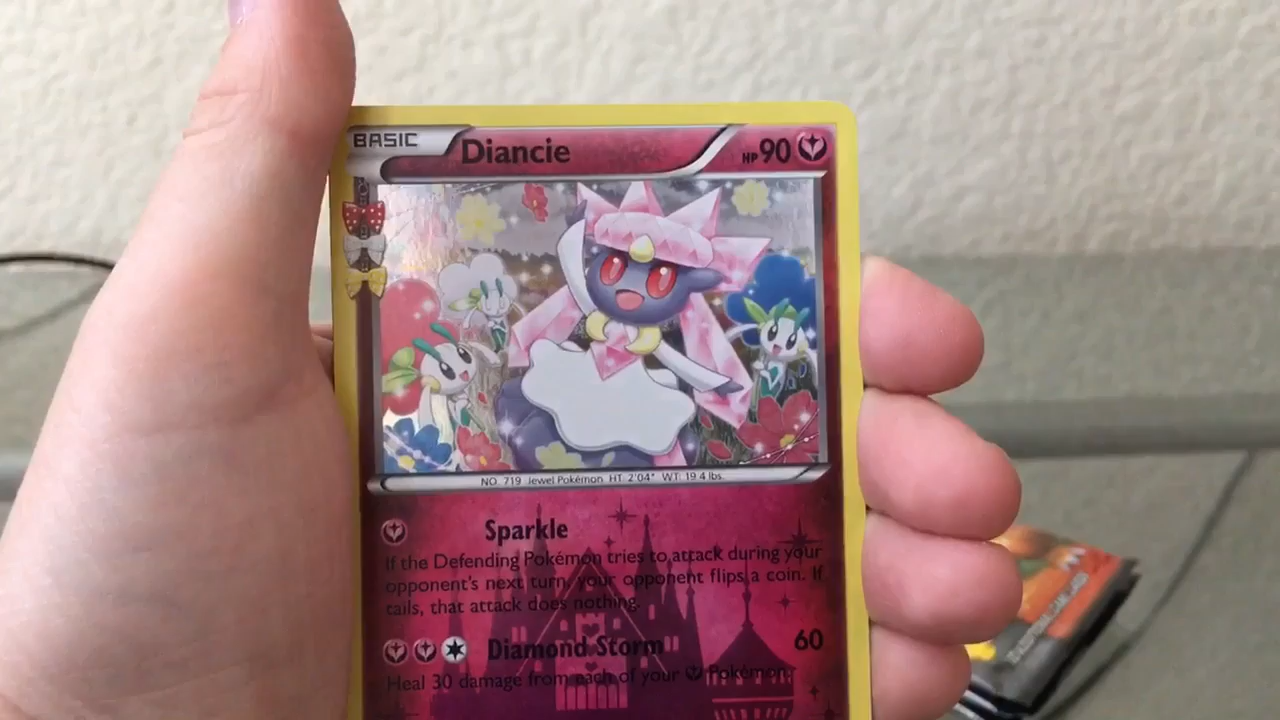 BASIC Diancie HP90
NO. 719 Jewel Pokémon HT: 2'04" WT: 19.4 lbs.
Sparkle
If the Defending Pokémon tries to attack during your
opponent's next turn, your opponent flips a coin. If
tails, that attack does nothing.
Diamond Storm 60
Heal 30 damage from each of your Pokémon.